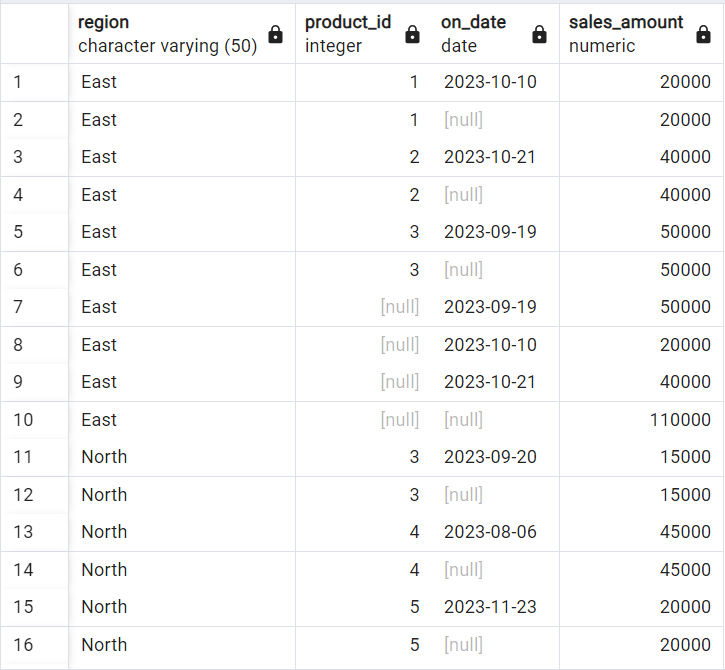 region product_id on_date sales_amount
character varying (50) integer date numeric
1 East 1 2023-10-10 20000
2 East 1 [null] 20000
3 East 2 2023-10-21 40000
4 East 2 [null] 40000
5 East 3 2023-09-19 50000
6 East 3 [null] 50000
7 East [null] 2023-09-19 50000
8 East [null] 2023-10-10 20000
9 East [null] 2023-10-21 40000
10 East [null] [null] 110000
11 North 3 2023-09-20 15000
12 North 3 [null] 15000
13 North 4 2023-08-06 45000
14 North 4 [null] 45000
15 North 5 2023-11-23 20000
16 North 5 [null] 20000